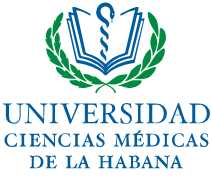 UNIVERSIDAD
CIENCIAS MÉDICAS
DE LA HABANA